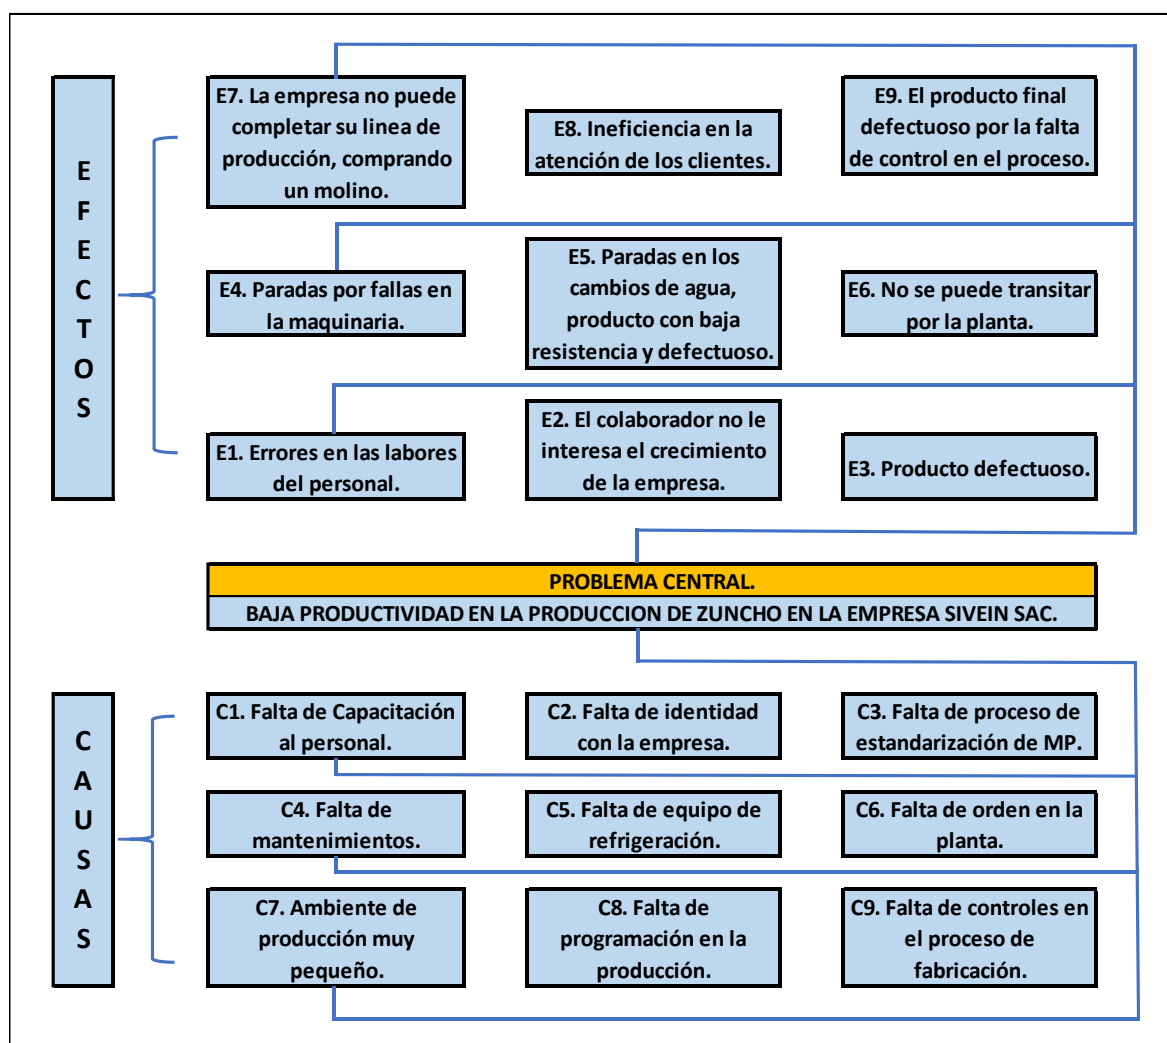 EFECTOS
E7. La empresa no puede
completar su linea de
producción, comprando
un molino.
E8. Ineficiencia en la
atención de los clientes.
E9. El producto final
defectuoso por la falta
de control en el proceso.
E4. Paradas por fallas en
la maquinaria.
E5. Paradas en los
cambios de agua,
producto con baja
resistencia y defectuoso.
E6. No se puede transitar
por la planta.
E1. Errores en las labores
del personal.
E2. El colaborador no le
interesa el crecimiento
de la empresa.
E3. Producto defectuoso.
PROBLEMA CENTRAL.
BAJA PRODUCTIVIDAD EN LA PRODUCCION DE ZUNCHO EN LA EMPRESA SIVEIN SAC.
CAUSAS
C1. Falta de Capacitación
al personal.
C2. Falta de identidad
con la empresa.
C3. Falta de proceso de
estandarización de MP.
C4. Falta de
mantenimientos.
C5. Falta de equipo de
refrigeración.
C6. Falta de orden en la
planta.
C7. Ambiente de
producción muy
pequeño.
C8. Falta de
programación en la
producción.
C9. Falta de controles en
el proceso de
fabricación.